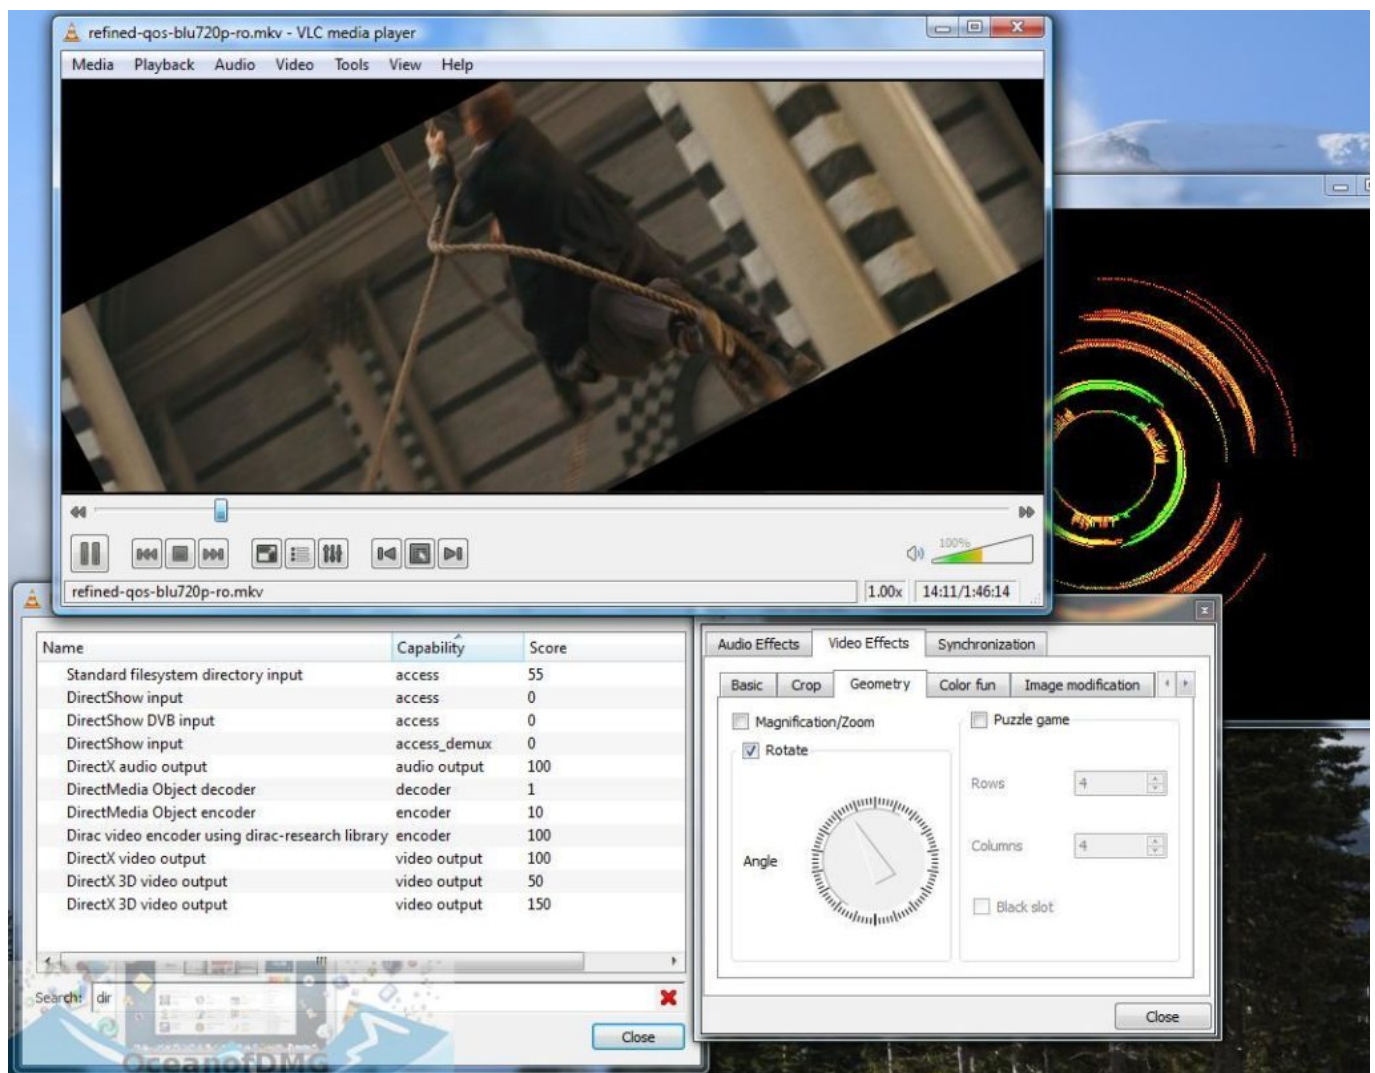 refined-qos-blu720p-ro.mkv - VLC media player
Media Playback Audio Video Tools View Help
100%
refined-qos-blu720p-ro.mkv 1.00x 14:11/1:46:14
Name Capability Score
Standard filesystem directory input access 55
DirectShow input access 0
DirectShow DVB input access 0
DirectShow input access_demux 0
DirectX audio output audio output 100
DirectMedia Object decoder decoder 1
DirectMedia Object encoder encoder 10
Dirac video encoder using dirac-research library encoder 100
DirectX video output video output 100
DirectX 3D video output video output 50
DirectX 3D video output video output 150
Search: dir
Close
OceanofDMG
Audio Effects Video Effects Synchronization
Basic Crop Geometry Color fun Image modification
Magnification/Zoom
Rotate
Angle
Puzzle game
Rows 4
Columns 4
Black slot
Close